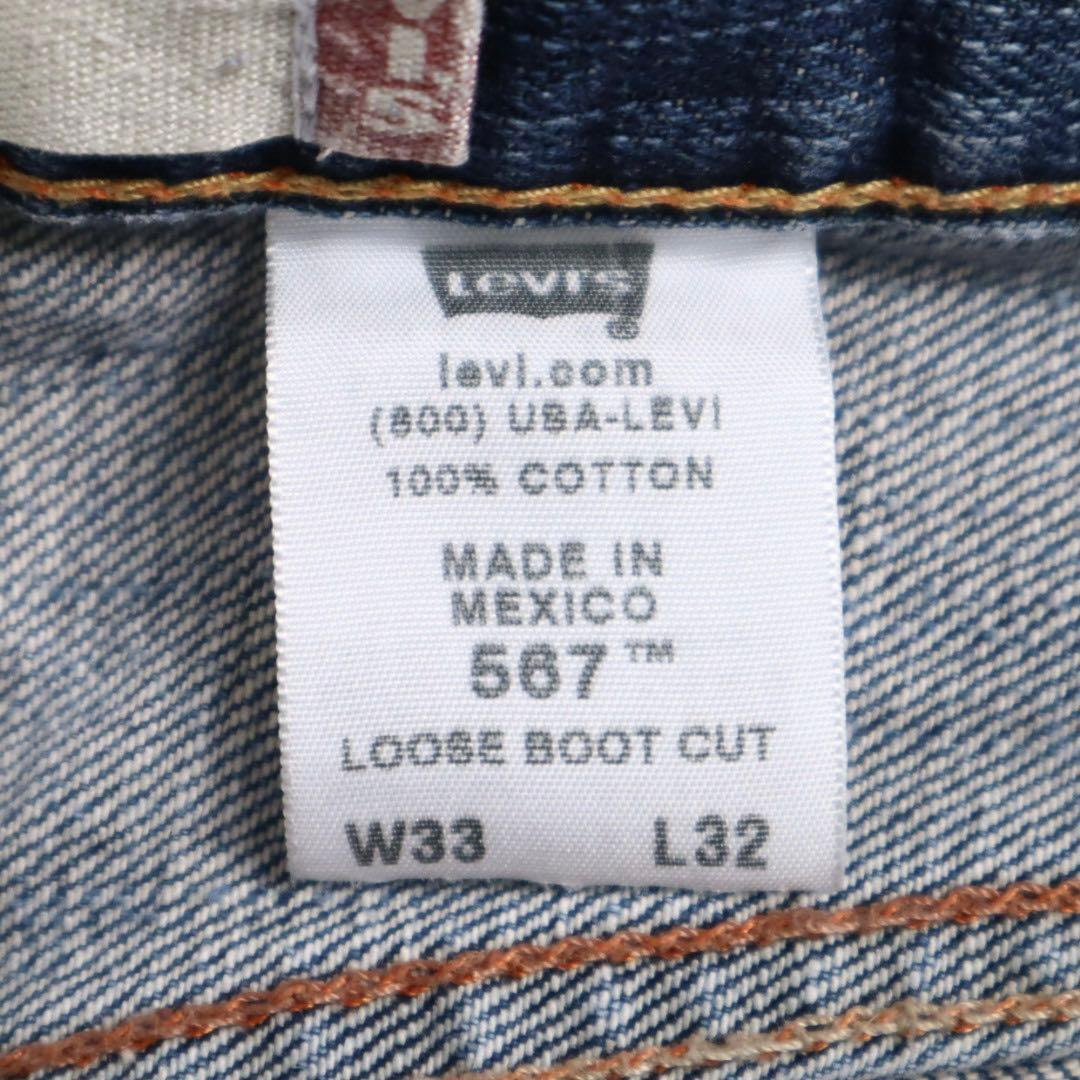 Levi's
®
levi.com
(800) USA-LEVI
100% COTTON
MADE IN
MEXICO
567™
LOOSE BOOT CUT
W33 L32